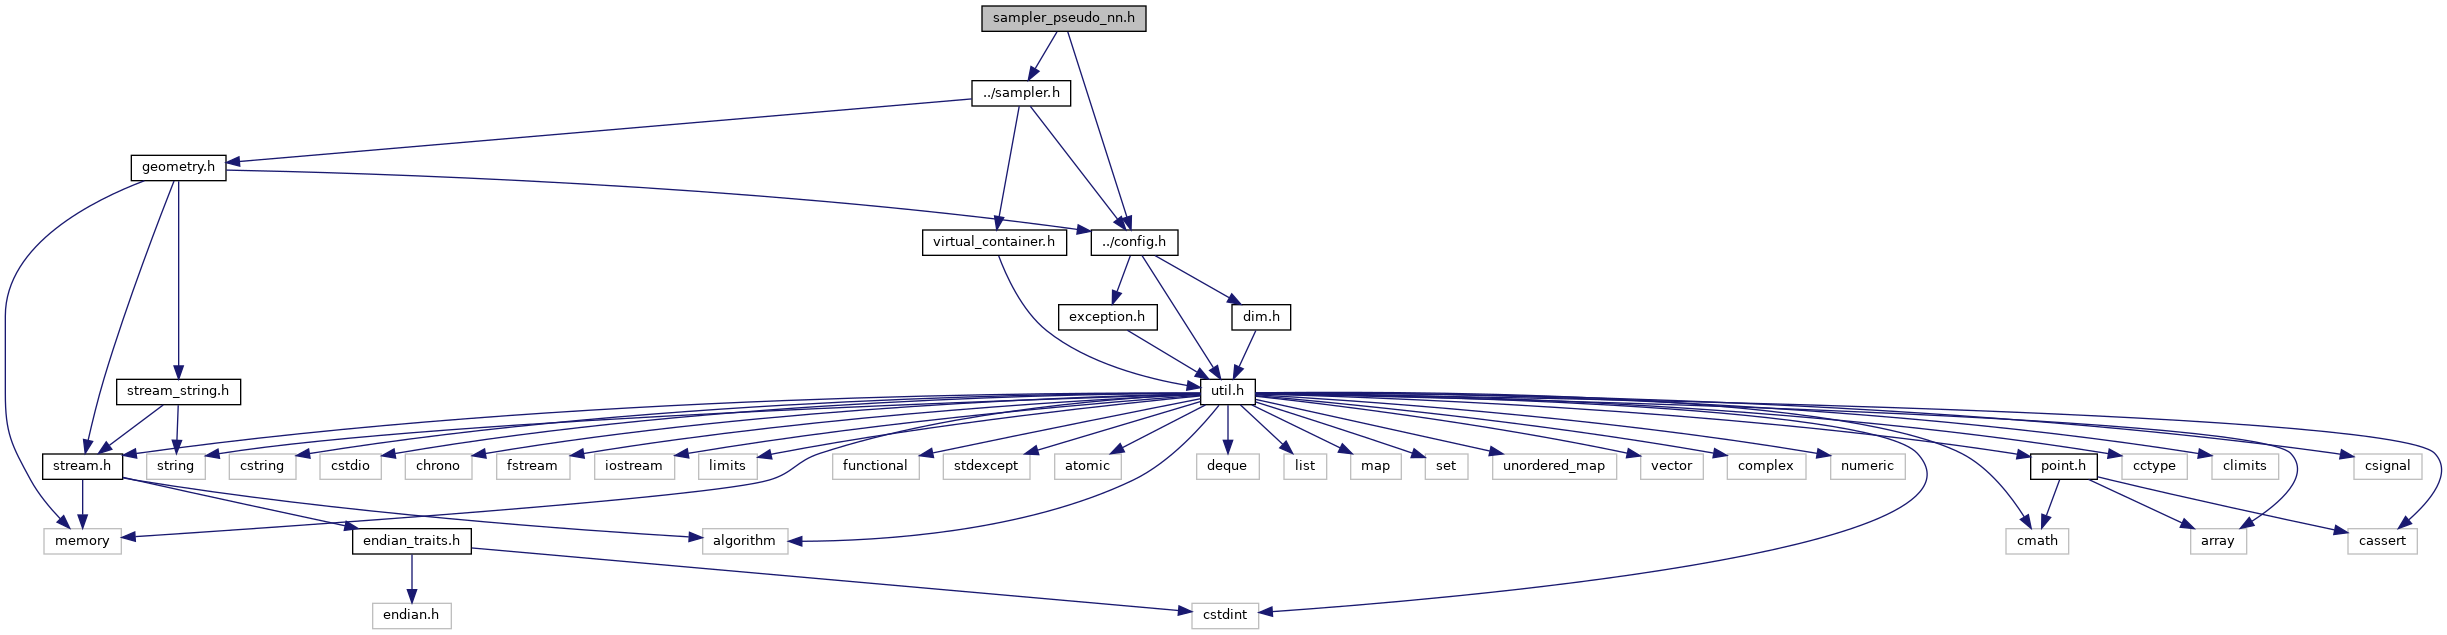 sampler_pseudo_nn.h
../sampler.h
geometry.h
virtual_container.h
../config.h
exception.h
dim.h
stream_string.h
util.h
stream.h
string
cstring
cstdio
chrono
fstream
iostream
limits
functional
stdexcept
atomic
deque
list
map
set
unordered_map
vector
complex
numeric
point.h
cctype
climits
csignal
memory
endian_traits.h
algorithm
cmath
array
cassert
endian.h
cstdint